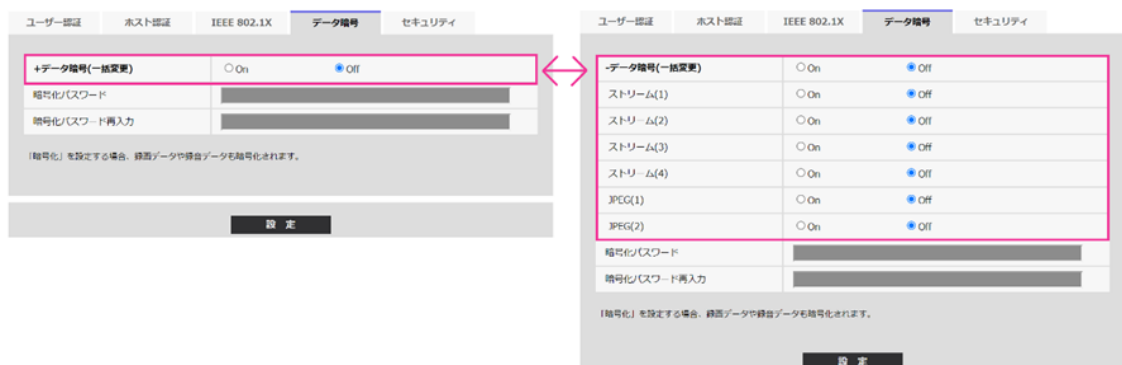 ユーザー認証 ホスト認証 IEEE 802.1X データ暗号 セキュリティ
+データ暗号(一括変更) On Off
暗号化パスワード
暗号化パスワード再入力
「暗号化」を設定する場合、録画データや録音データも暗号化されます。
設 定
ユーザー認証 ホスト認証 IEEE 802.1X データ暗号 セキュリティ
-データ暗号(一括変更) On Off
ストリーム(1) On Off
ストリーム(2) On Off
ストリーム(3) On Off
ストリーム(4) On Off
JPEG(1) On Off
JPEG(2) On Off
暗号化パスワード
暗号化パスワード再入力
「暗号化」を設定する場合、録画データや録音データも暗号化されます。
設 定